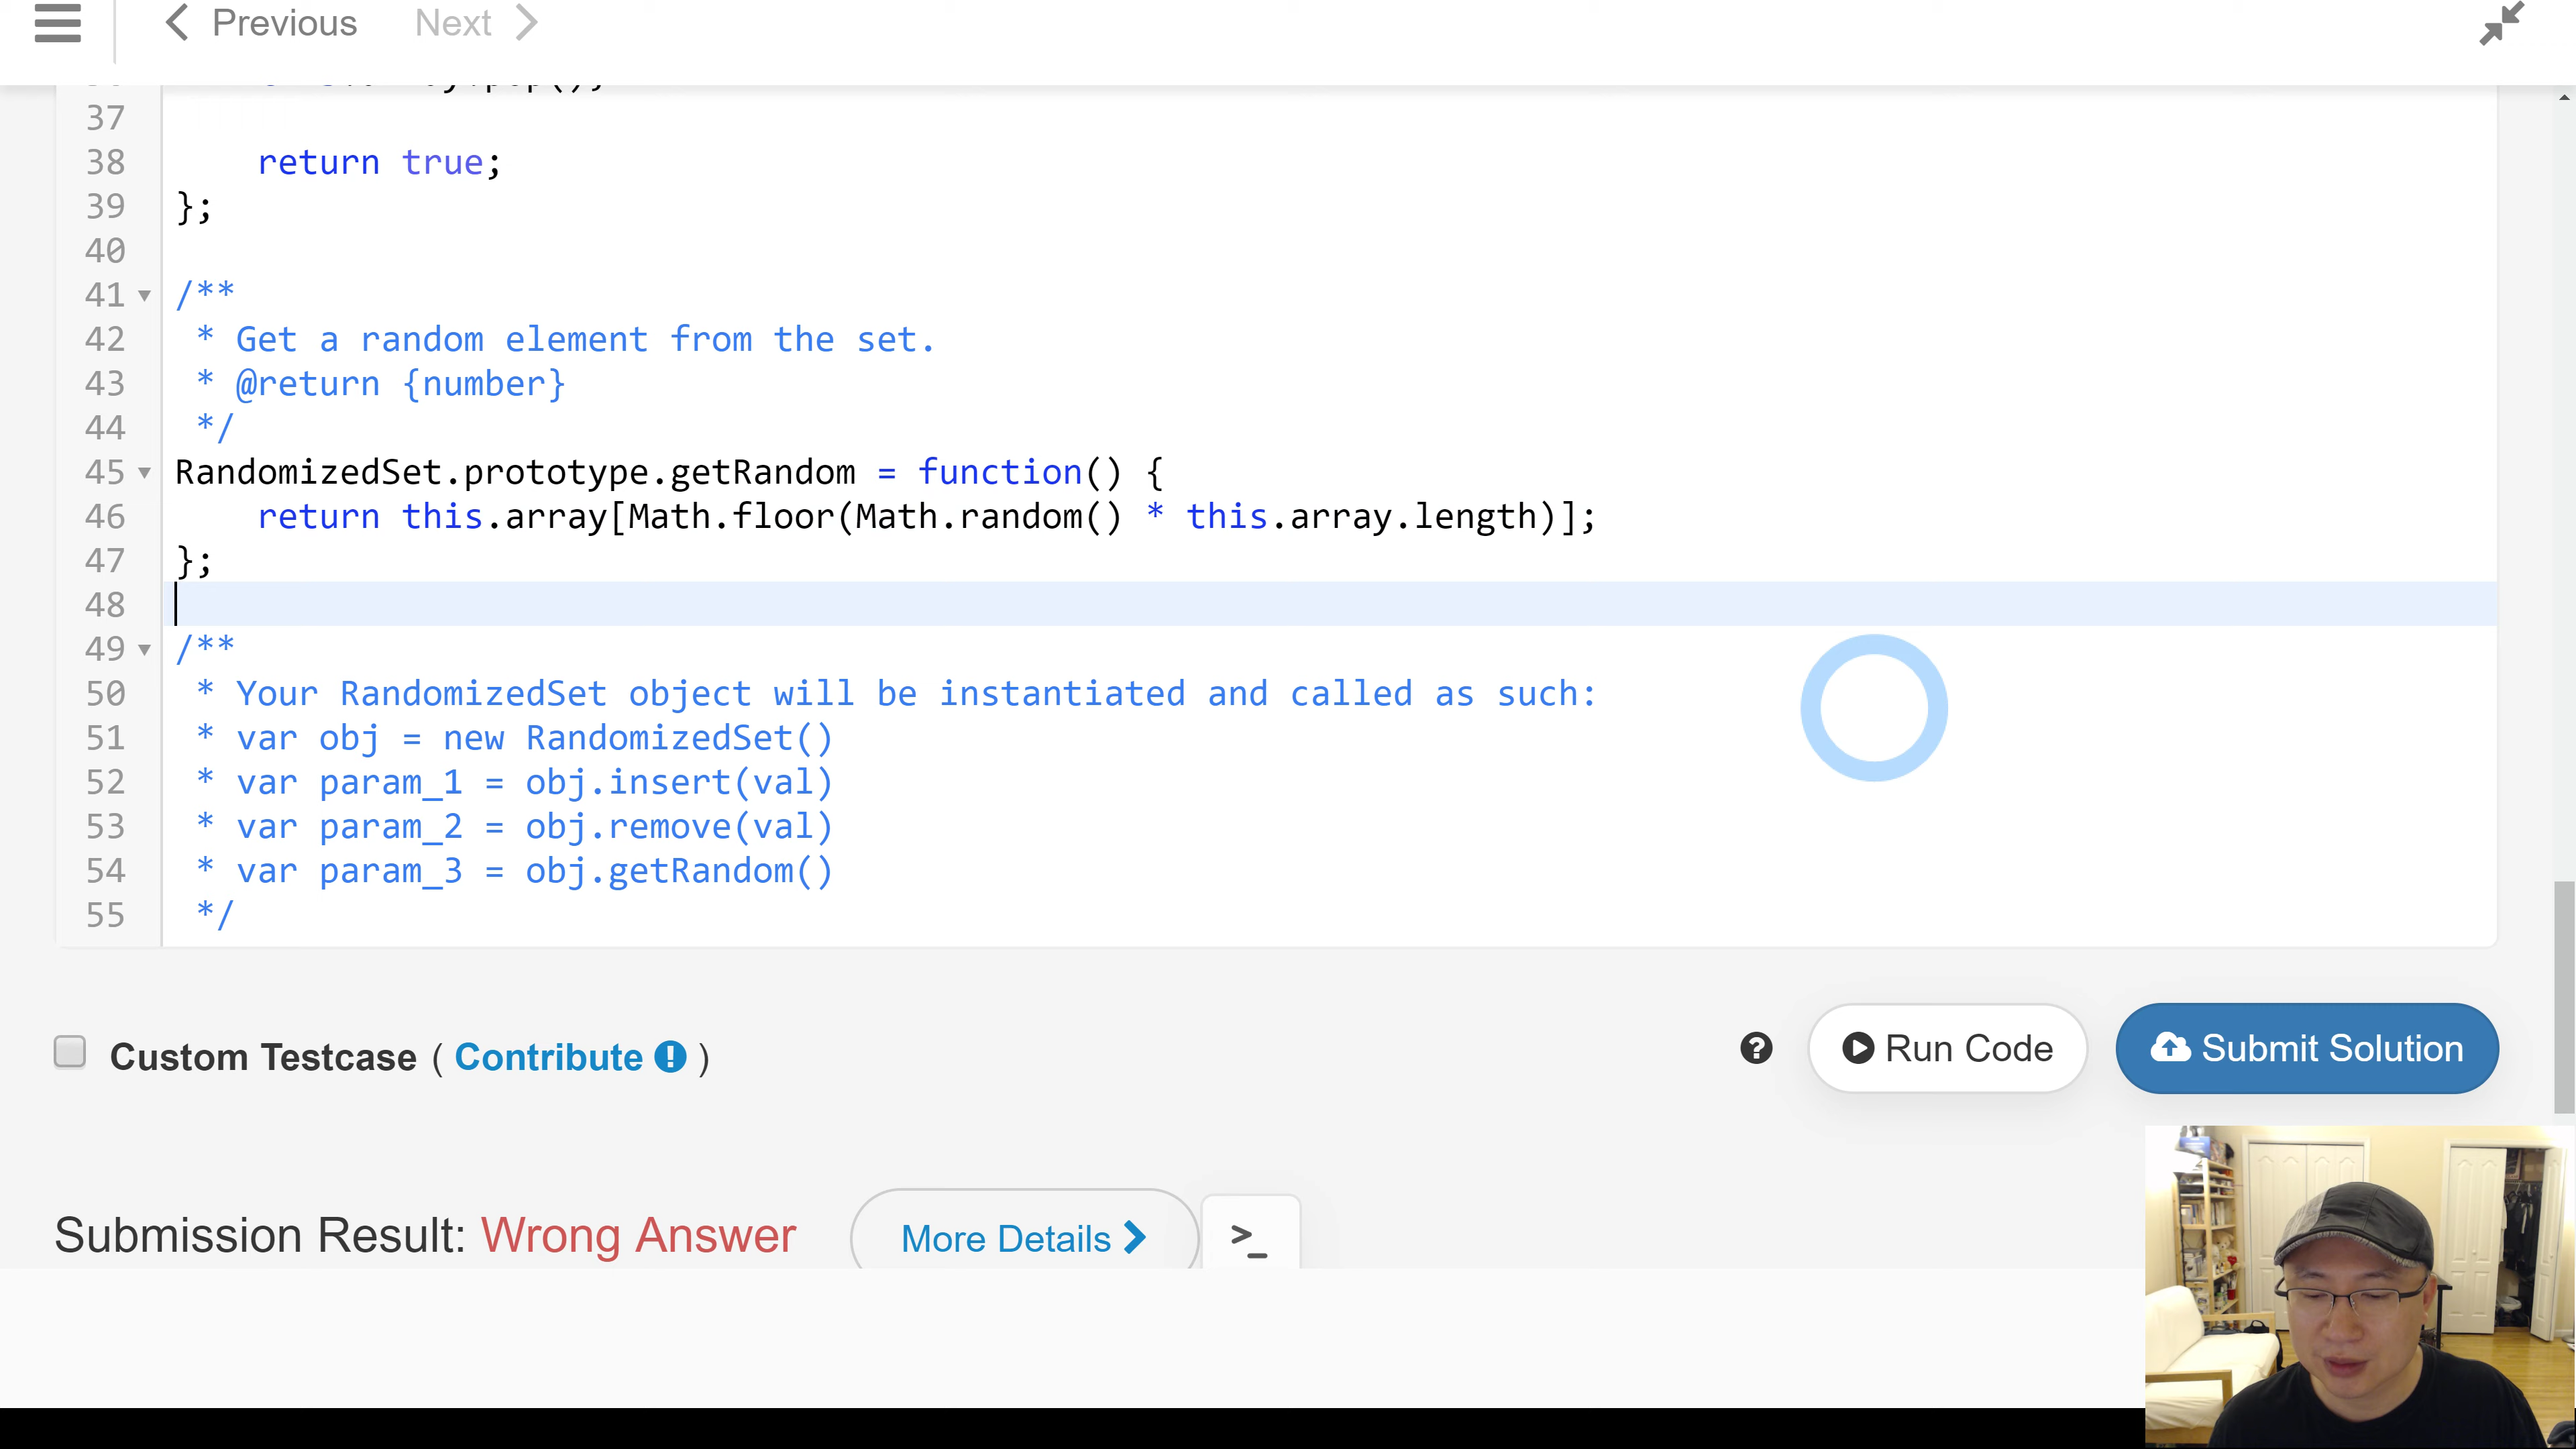 Previous Next
37
38 return true;
39 };
40
41 /**
42 * Get a random element from the set.
43 * @return {number}
44 */
45 RandomizedSet.prototype.getRandom = function() {
46 return this.array[Math.floor(Math.random() * this.array.length)];
47 };
48
49 /**
50 * Your RandomizedSet object will be instantiated and called as such:
51 * var obj = new RandomizedSet()
52 * var param_1 = obj.insert(val)
53 * var param_2 = obj.remove(val)
54 * var param_3 = obj.getRandom()
55 */
Custom Testcase ( Contribute ! ) ? Run Code Submit Solution
Submission Result: Wrong Answer More Details >_